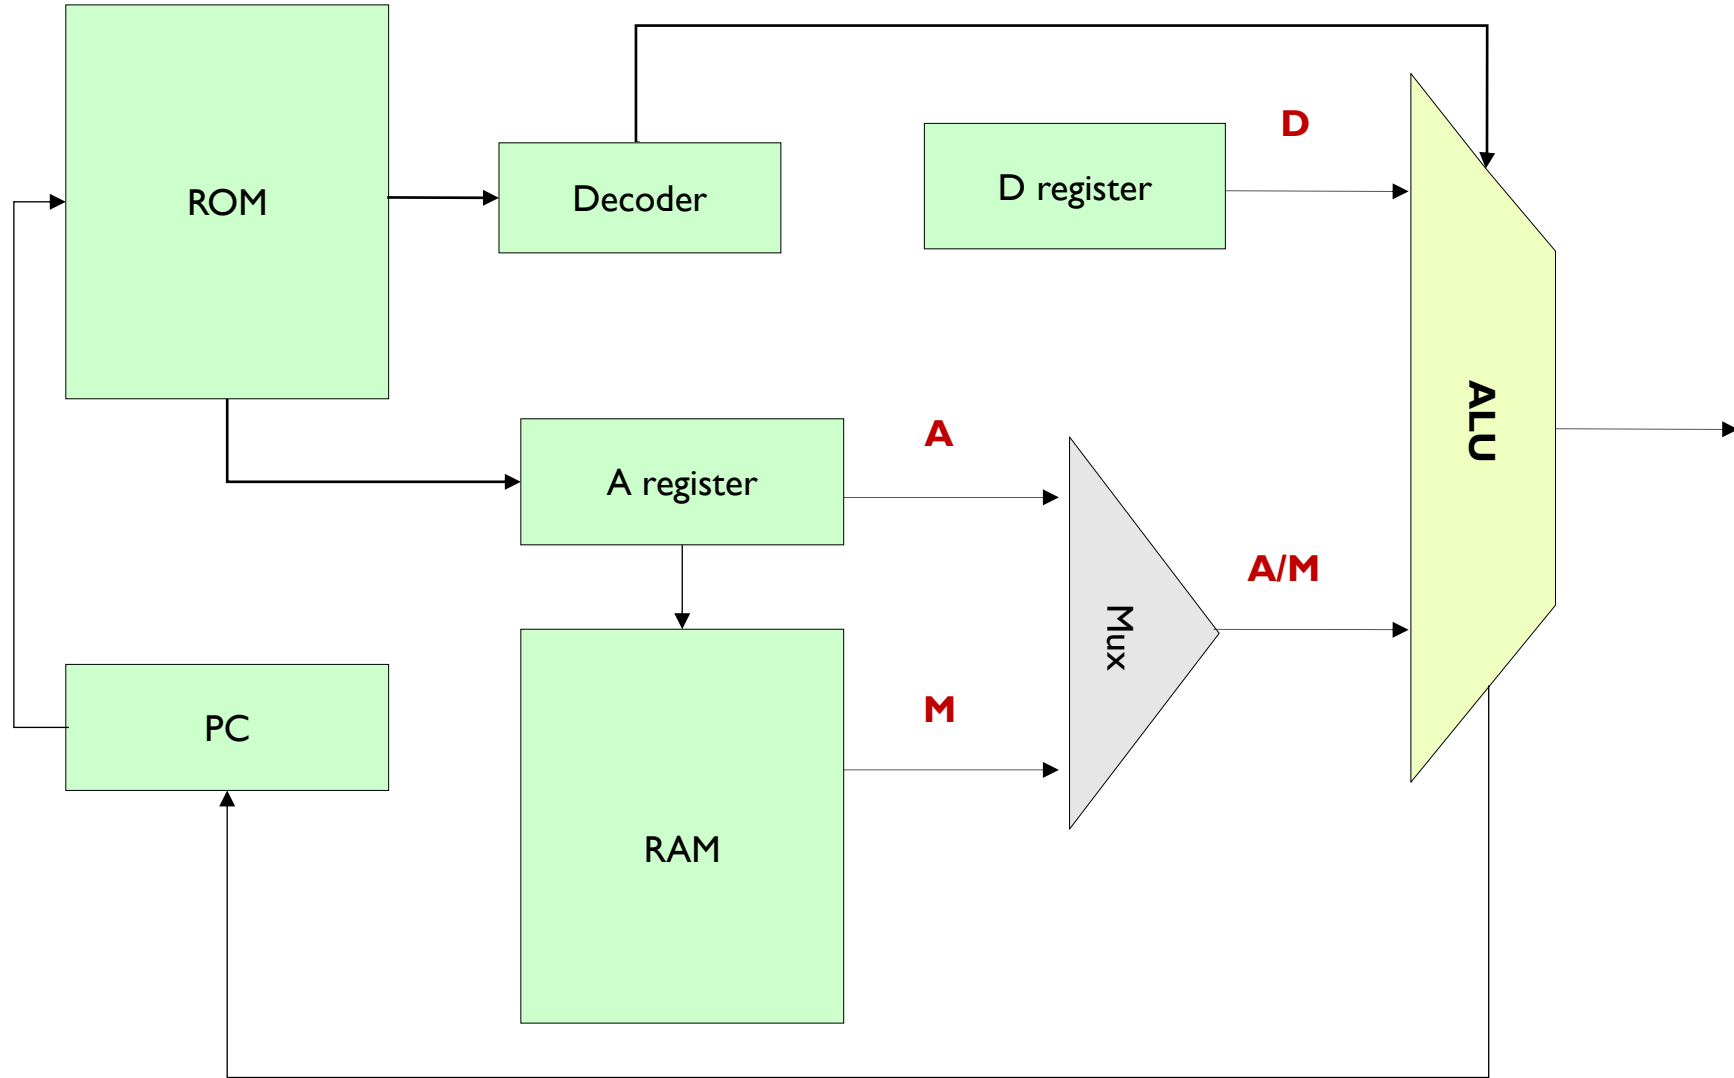 ROM
Decoder
D register
D
ALU
A register
A
Mux
A/M
PC
RAM
M